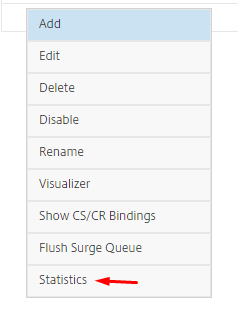 Add
Edit
Delete
Disable
Rename
Visualizer
Show CS/CR Bindings
Flush Surge Queue
Statistics